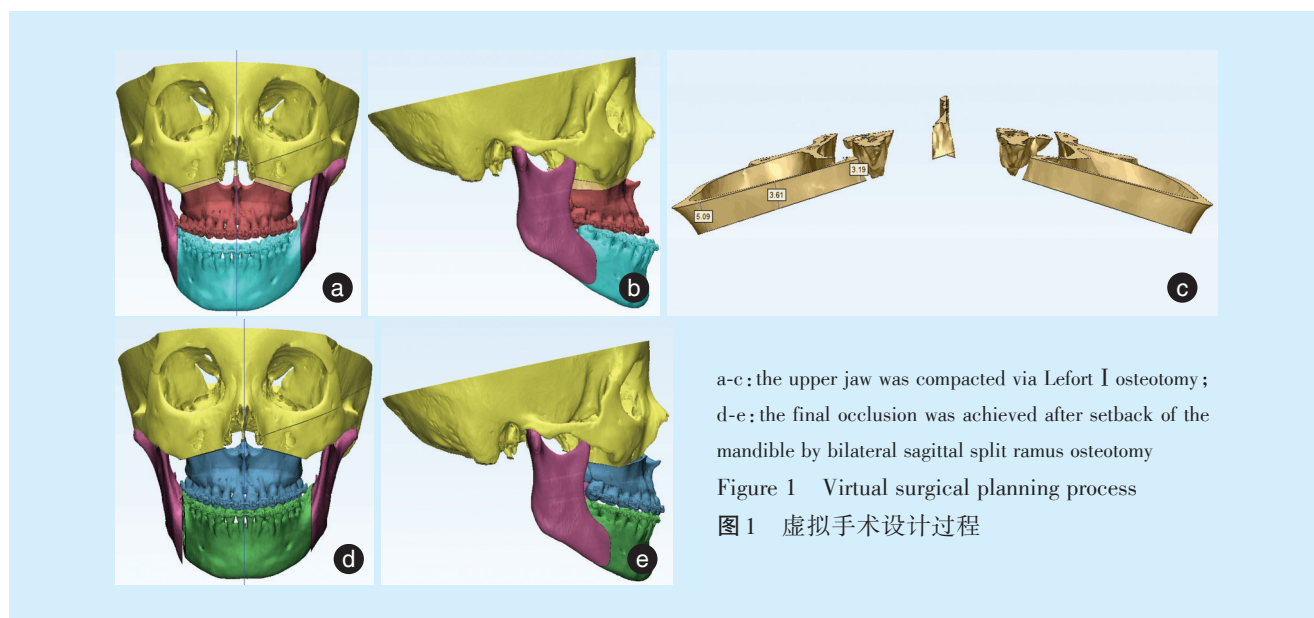 a
b
3.19
3.61
5.09
c
d
e
a-c:the upper jaw was compacted via Lefort Ⅰ osteotomy;
d-e:the final occlusion was achieved after setback of the
mandible by bilateral sagittal split ramus osteotomy
Figure 1 Virtual surgical planning process
图1 虚拟手术设计过程